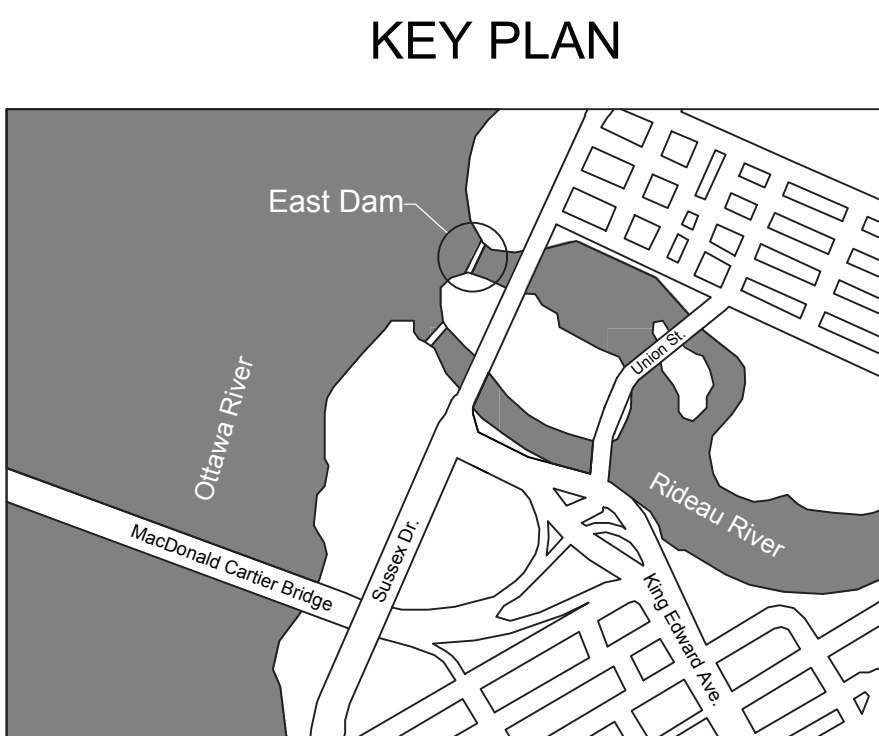 KEY PLAN
East Dam
Union St.
Ottawa River
Rideau River
MacDonald Cartier Bridge
Sussex Dr.
King Edward Ave.